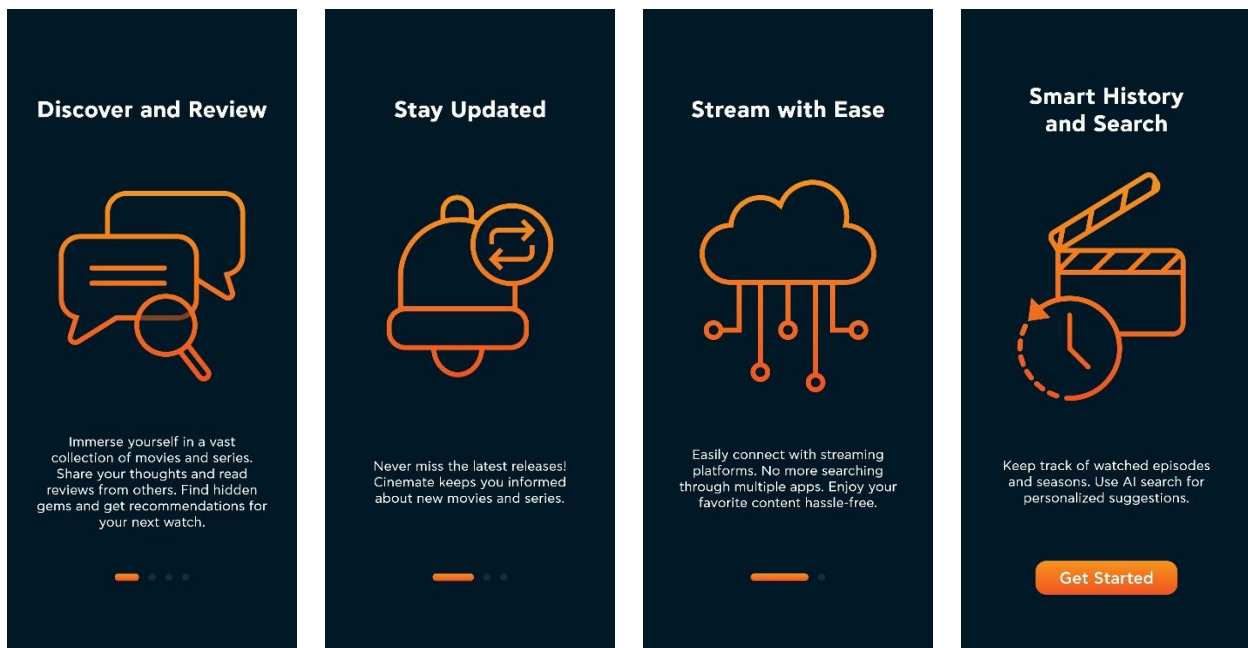 Discover and Review
Immerse yourself in a vast
collection of movies and series.
Share your thoughts and read
reviews from others. Find hidden
gems and get recommendations for
your next watch.
Stay Updated
Never miss the latest releases!
Cinemate keeps you informed
about new movies and series.
Stream with Ease
Easily connect with streaming
platforms. No more searching
through multiple apps. Enjoy your
favorite content hassle-free.
Smart History
and Search
Keep track of watched episodes
and seasons. Use AI search for
personalized suggestions.
Get Started